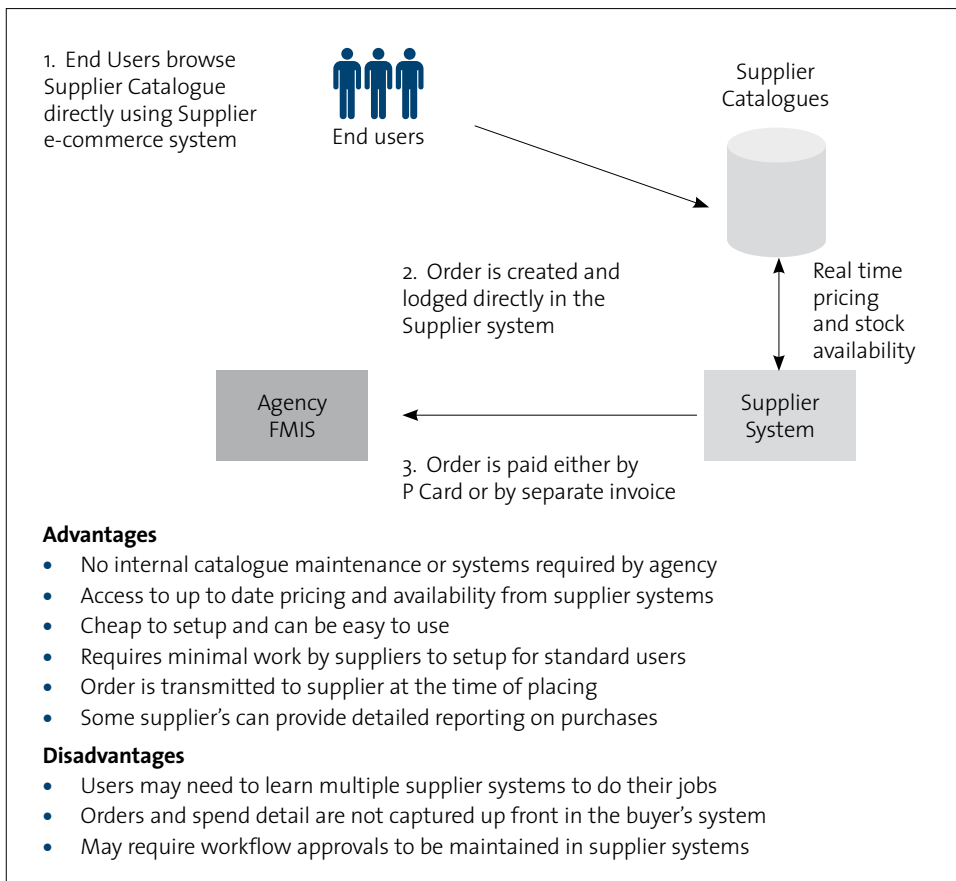 1. End Users browse
Supplier Catalogue
directly using Supplier
e-commerce system
End users
Supplier
Catalogues
2. Order is created and
lodged directly in the
Supplier system
Real time
pricing
and stock
availability
Agency
FMIS
Supplier
System
3. Order is paid either by
P Card or by separate invoice
Advantages
• No internal catalogue maintenance or systems required by agency
• Access to up to date pricing and availability from supplier systems
• Cheap to setup and can be easy to use
• Requires minimal work by suppliers to setup for standard users
• Order is transmitted to supplier at the time of placing
• Some supplier's can provide detailed reporting on purchases
Disadvantages
• Users may need to learn multiple supplier systems to do their jobs
• Orders and spend detail are not captured up front in the buyer's system
• May require workflow approvals to be maintained in supplier systems